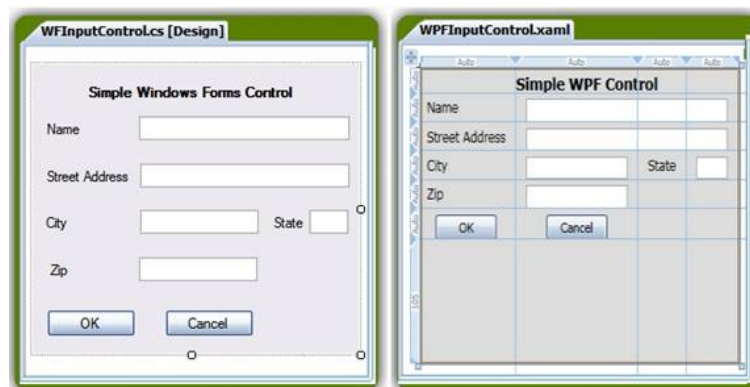 WFInputControl.cs [Design]
Simple Windows Forms Control
Name
Street Address
City State
Zip
OK Cancel
WPFInputControl.xaml
Auto Auto Auto Auto
Simple WPF Control
Name
Street Address
City State
Zip
OK Cancel
105